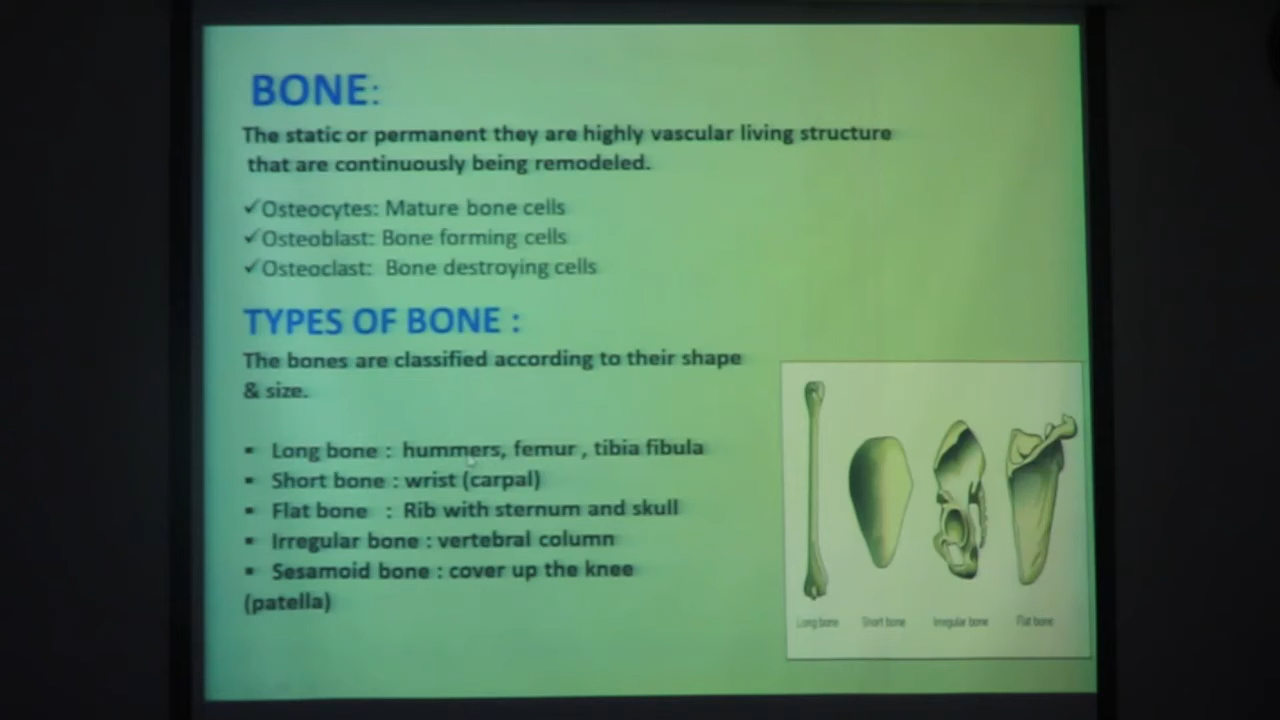 BONE:
The static or permanent they are highly vascular living structure
that are continuously being remodeled.
✓Osteocytes: Mature bone cells
✓Osteoblast: Bone forming cells
✓Osteoclast: Bone destroying cells
TYPES OF BONE :
The bones are classified according to their shape
& size.
▪ Long bone : hummers, femur , tibia fibula
▪ Short bone : wrist (carpal)
▪ Flat bone : Rib with sternum and skull
▪ Irregular bone : vertebral column
▪ Sesamoid bone : cover up the knee
(patella)
Long bone Short bone Irregular bone Flat bone